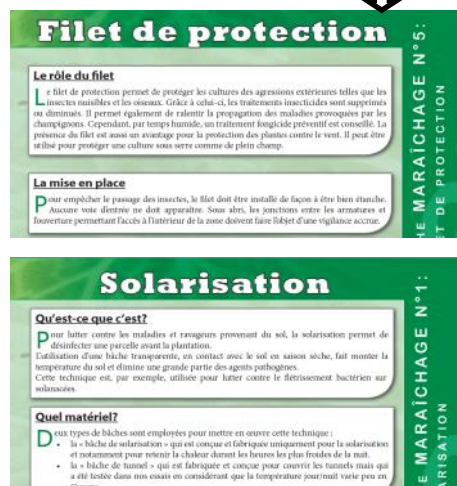 Filet de protection
Le rôle du filet
Le filet de protection permet de protéger les cultures des agressions extérieures telles que les
insectes nuisibles et les oiseaux. Grâce à celui-ci, les traitements insecticides sont supprimés
ou diminués. Il permet également de ralentir la propagation des maladies provoquées par les
champignons. Cependant, par temps humide, un traitement fongicide préventif est conseillé. La
présence du filet est aussi un avantage pour la protection des plantes contre le vent. Il peut être
utilisé pour protéger une culture sous serre comme de plein champ.
La mise en place
Pour empêcher le passage des insectes, le filet doit être installé de façon à être bien étanche.
Aucune voie d'entrée ne doit apparaître. Sous abri, les jonctions entre les armatures et
l'ouverture permettant l'accès à l'intérieur de la zone doivent faire l'objet d'une vigilance accrue.
HE MARAÎCHAGE N°5:
ET DE PROTECTION
Solarisation
Qu'est-ce que c'est?
Pour lutter contre les maladies et ravageurs provenant du sol, la solarisation permet de
désinfecter une parcelle avant la plantation.
L'utilisation d'une bâche transparente, en contact avec le sol en saison sèche, fait monter la
température du sol et élimine une grande partie des agents pathogènes.
Cette technique est, par exemple, utilisée pour lutter contre le flétrissement bactérien sur
solanacées.
Quel matériel?
Deux types de bâches sont employées pour mettre en œuvre cette technique :
• la « bâche de solarisation » qui est conçue et fabriquée uniquement pour la solarisation
et notamment pour retenir la chaleur durant les heures les plus froides de la nuit.
• la « bâche de tunnel » qui est fabriquée et conçue pour couvrir les tunnels mais qui
a été testée dans nos essais en considérant que la température jour/nuit varie peu en
E MARAÎCHAGE N°1:
ARISATION